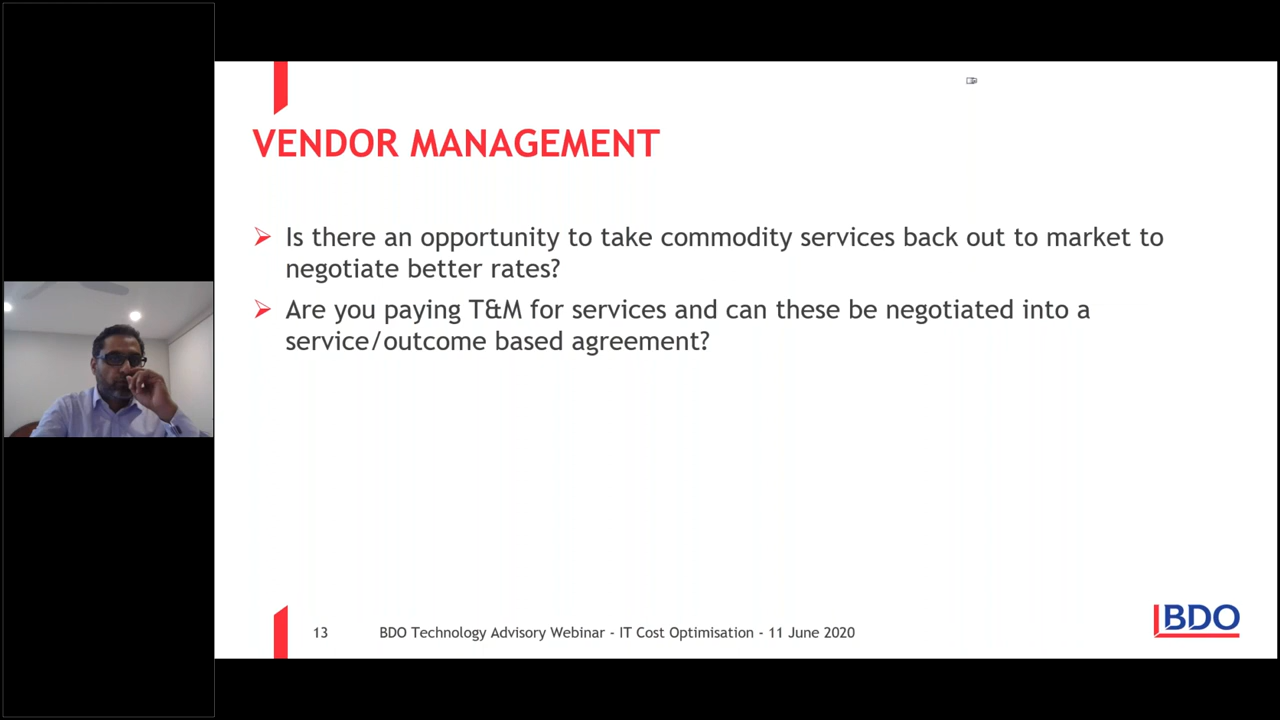 VENDOR MANAGEMENT
➢ Is there an opportunity to take commodity services back out to market to
negotiate better rates?
➢ Are you paying T&M for services and can these be negotiated into a
service/outcome based agreement?
13 BDO Technology Advisory Webinar - IT Cost Optimisation - 11 June 2020
BDO